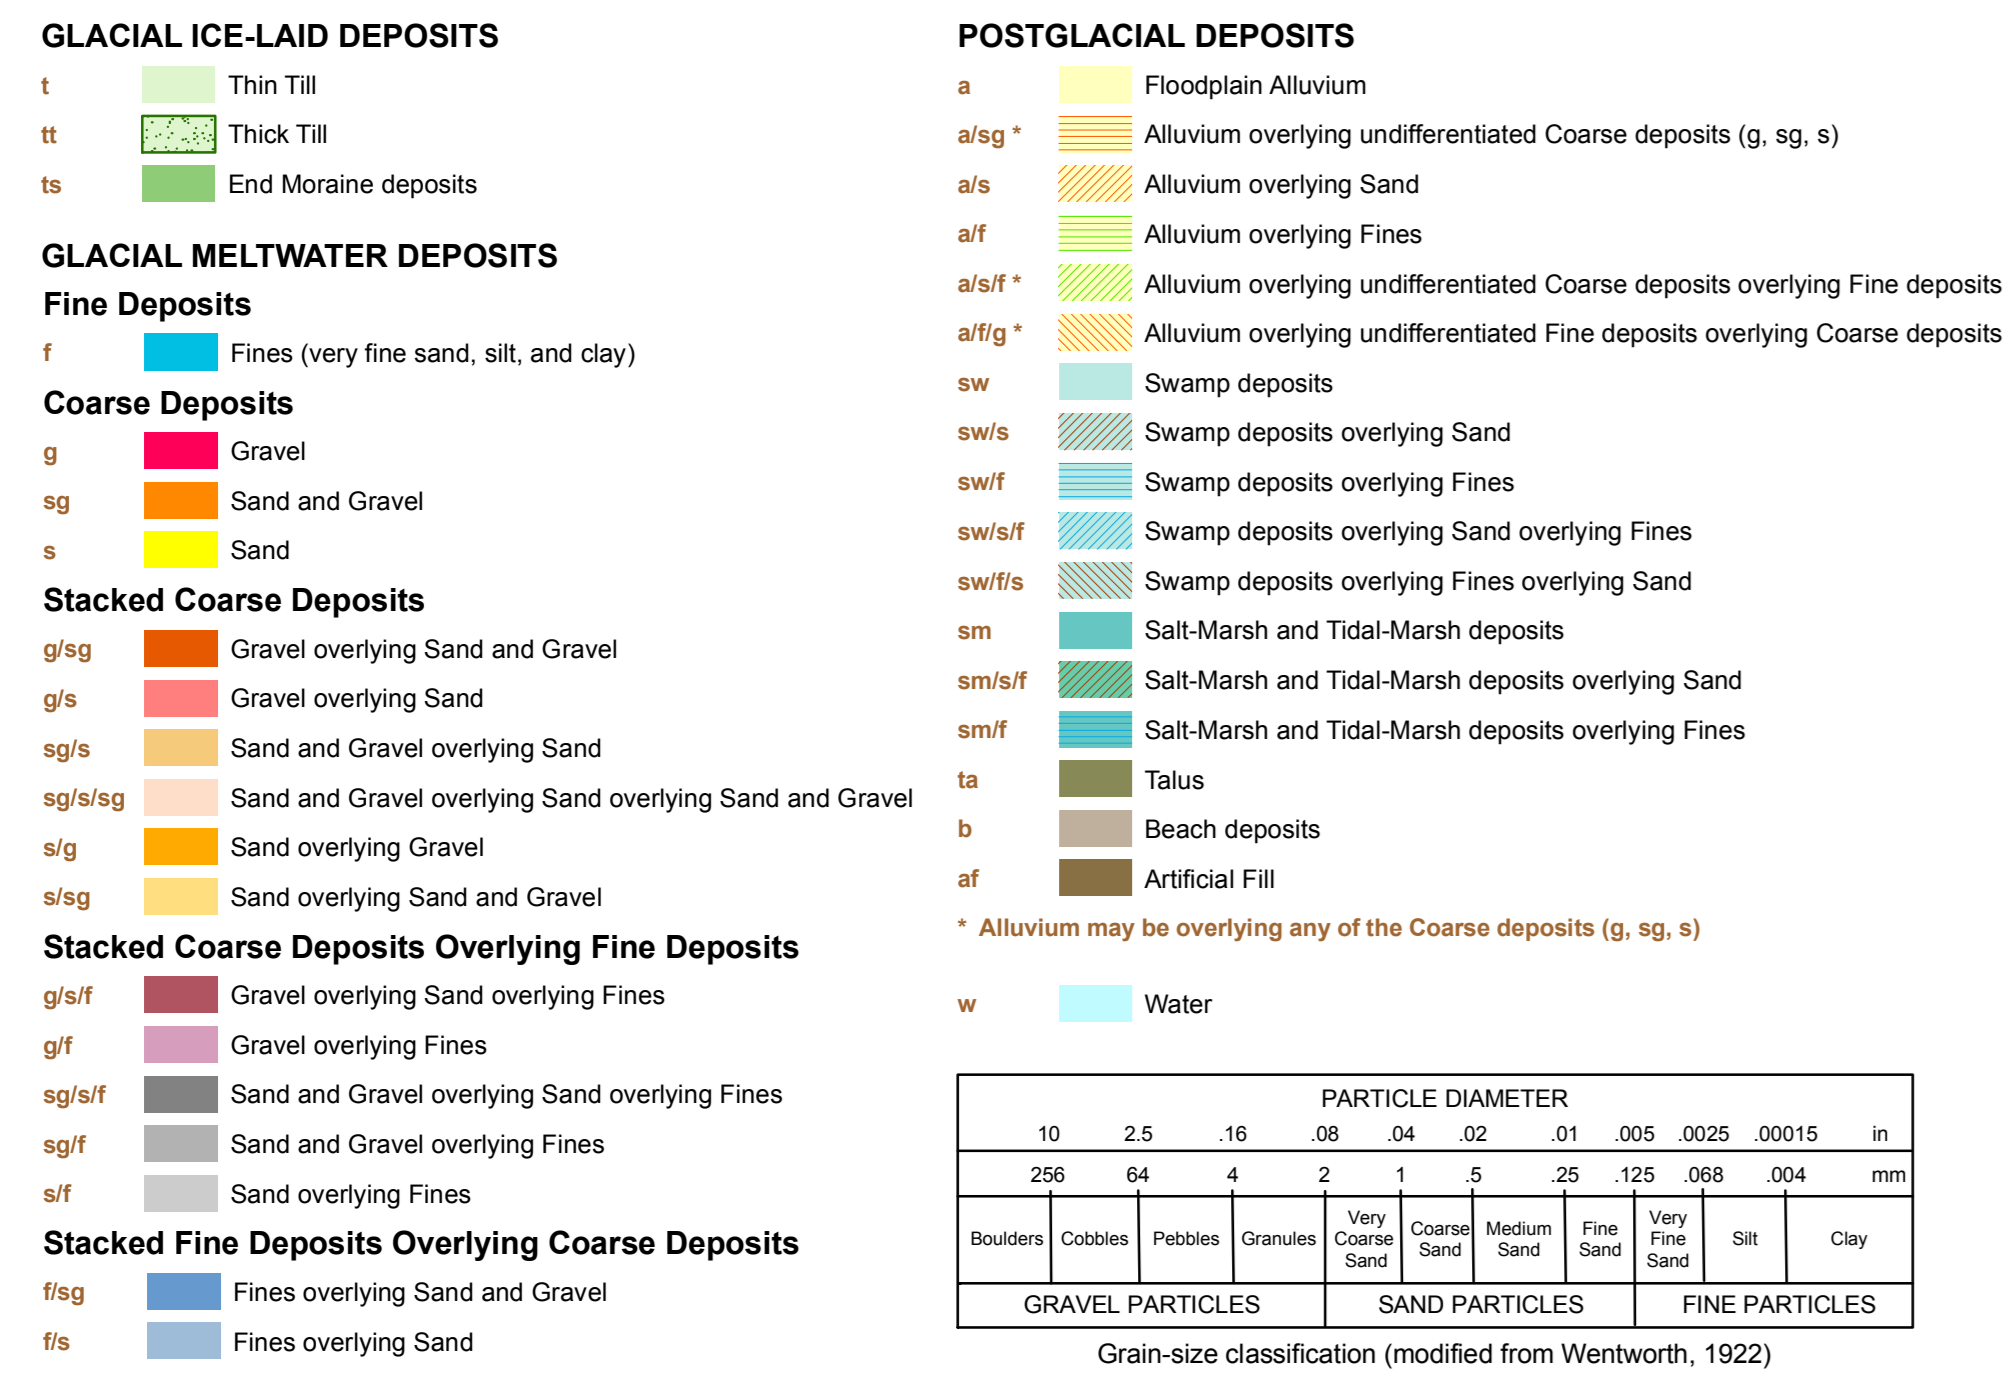 GLACIAL ICE-LAID DEPOSITS
t Thin Till
tt Thick Till
ts End Moraine deposits
GLACIAL MELTWATER DEPOSITS
Fine Deposits
f Fines (very fine sand, silt, and clay)
Coarse Deposits
g Gravel
sg Sand and Gravel
s Sand
Stacked Coarse Deposits
g/sg Gravel overlying Sand and Gravel
g/s Gravel overlying Sand
sg/s Sand and Gravel overlying Sand
sg/s/sg Sand and Gravel overlying Sand overlying Sand and Gravel
s/g Sand overlying Gravel
s/sg Sand overlying Sand and Gravel
Stacked Coarse Deposits Overlying Fine Deposits
g/s/f Gravel overlying Sand overlying Fines
g/f Gravel overlying Fines
sg/s/f Sand and Gravel overlying Sand overlying Fines
sg/f Sand and Gravel overlying Fines
s/f Sand overlying Fines
Stacked Fine Deposits Overlying Coarse Deposits
f/sg Fines overlying Sand and Gravel
f/s Fines overlying Sand
POSTGLACIAL DEPOSITS
a Floodplain Alluvium
a/sg * Alluvium overlying undifferentiated Coarse deposits (g, sg, s)
a/s Alluvium overlying Sand
a/f Alluvium overlying Fines
a/s/f * Alluvium overlying undifferentiated Coarse deposits overlying Fine deposits
a/f/g * Alluvium overlying undifferentiated Fine deposits overlying Coarse deposits
sw Swamp deposits
sw/s Swamp deposits overlying Sand
sw/f Swamp deposits overlying Fines
sw/s/f Swamp deposits overlying Sand overlying Fines
sw/f/s Swamp deposits overlying Fines overlying Sand
sm Salt-Marsh and Tidal-Marsh deposits
sm/s/f Salt-Marsh and Tidal-Marsh deposits overlying Sand
sm/f Salt-Marsh and Tidal-Marsh deposits overlying Fines
ta Talus
b Beach deposits
af Artificial Fill
* Alluvium may be overlying any of the Coarse deposits (g, sg, s)
w Water
PARTICLE DIAMETER
10 2.5 .16 .08 .04 .02 .01 .005 .0025 .00015 in
256 64 4 2 1 .5 .25 .125 .068 .004 mm
Boulders Cobbles Pebbles Granules Very Coarse Sand Coarse Sand Medium Sand Fine Sand Very Fine Sand Silt Clay
GRAVEL PARTICLES SAND PARTICLES FINE PARTICLES
Grain-size classification (modified from Wentworth, 1922)